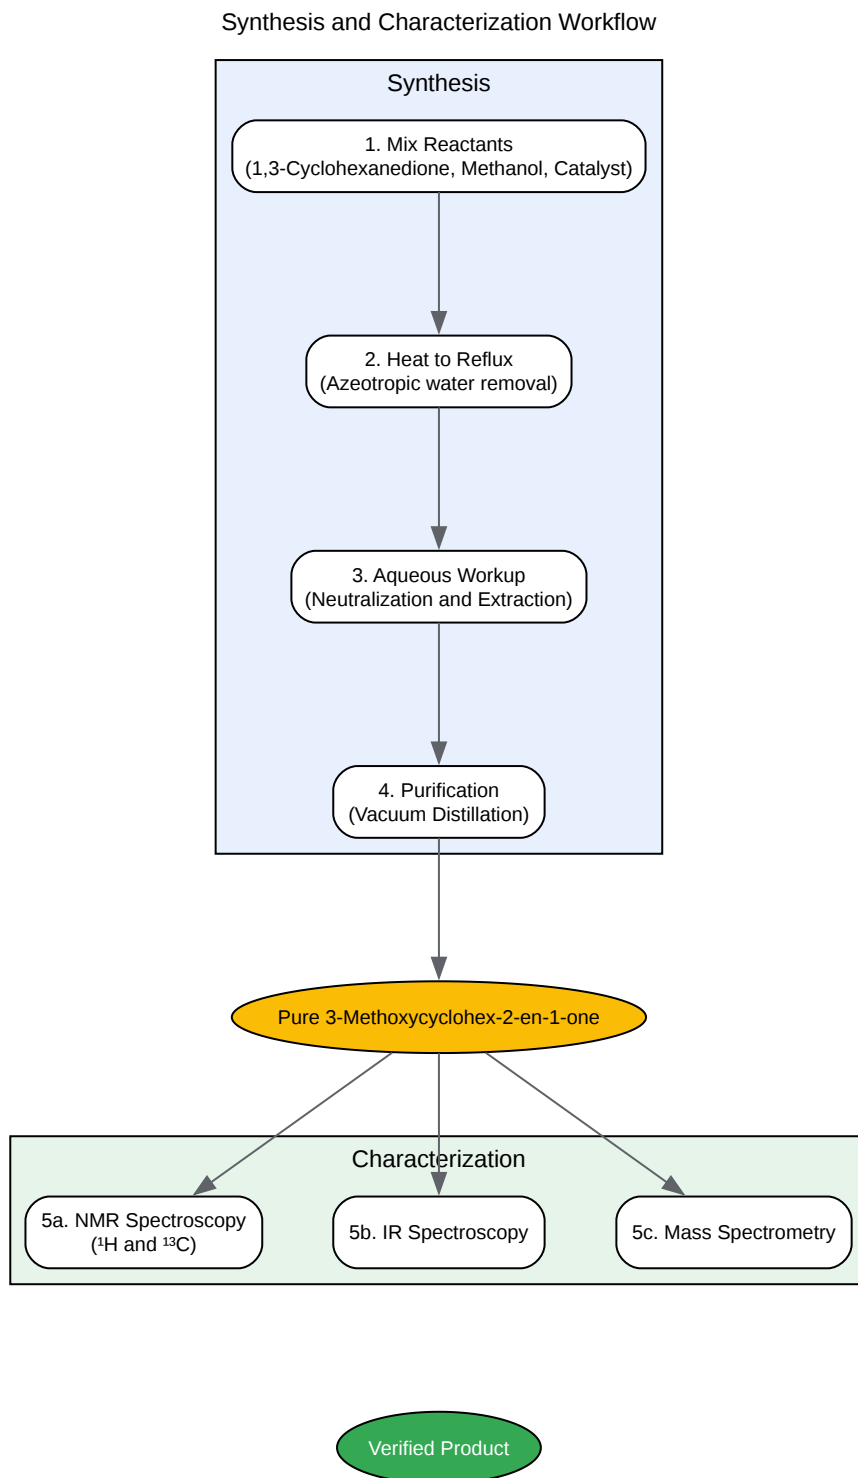 Synthesis and Characterization Workflow
Synthesis
1. Mix Reactants
(1,3-Cyclohexanedione, Methanol, Catalyst)
2. Heat to Reflux
(Azeotropic water removal)
3. Aqueous Workup
(Neutralization and Extraction)
4. Purification
(Vacuum Distillation)
Pure 3-Methoxycyclohex-2-en-1-one
Characterization
5a. NMR Spectroscopy
(¹H and ¹³C)
5b. IR Spectroscopy
5c. Mass Spectrometry
Verified Product